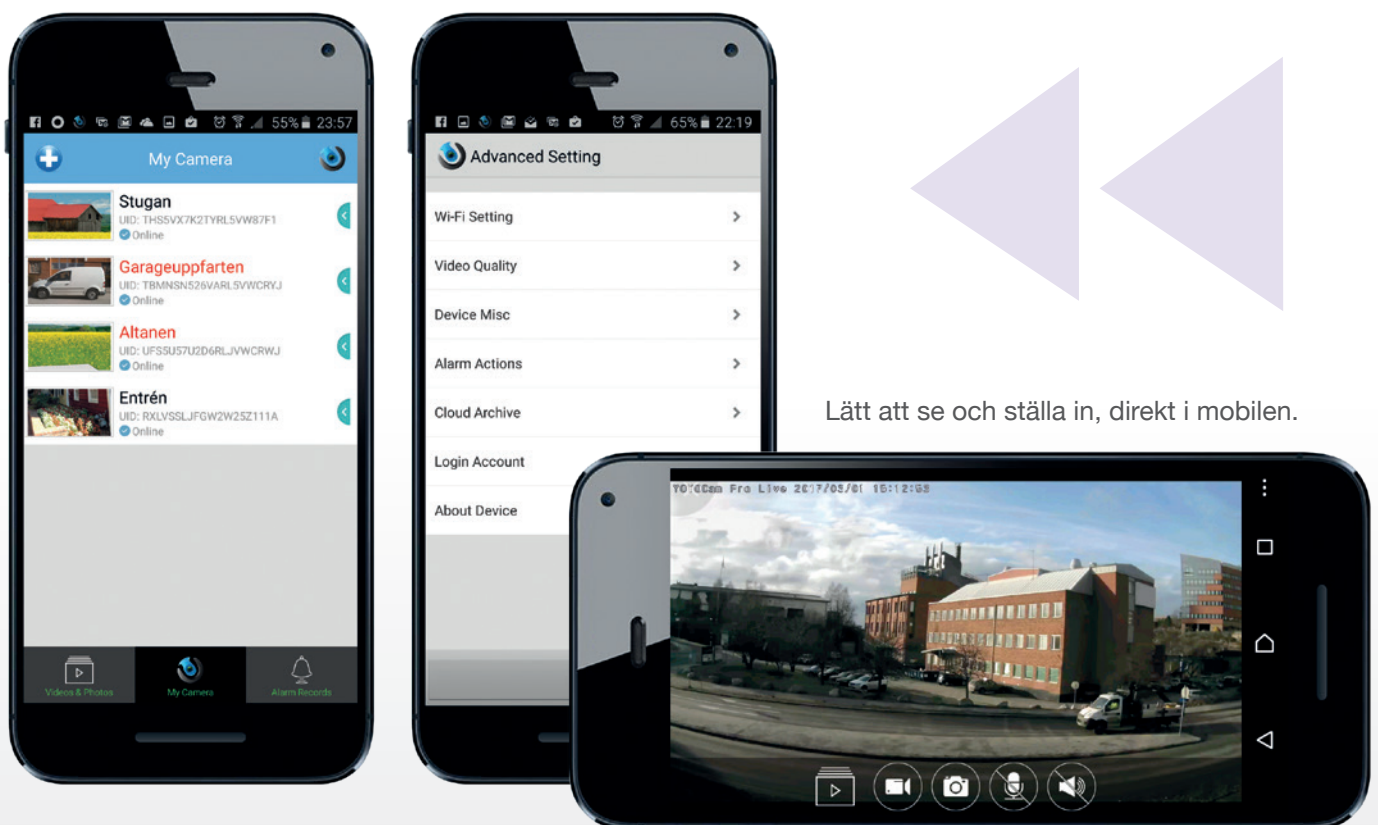 55% 23:57
My Camera
Stugan
UID: THS5VX7K2TYRL5VW87F1
Online
Garageuppfarten
UID: TBMNSN526VARL5VWCRYJ
Online
Altanen
UID: UFS5U57U2D6RLJVWCRWJ
Online
Entrén
UID: RXLVSSLJFGW2W25Z111A
Online
Videos & Photos
My Camera
Alarm Records
65% 22:19
Advanced Setting
Wi-Fi Setting
Video Quality
Device Misc
Alarm Actions
Cloud Archive
Login Account
About Device
Lätt att se och ställa in, direkt i mobilen.
Pro Live 2017/03/01